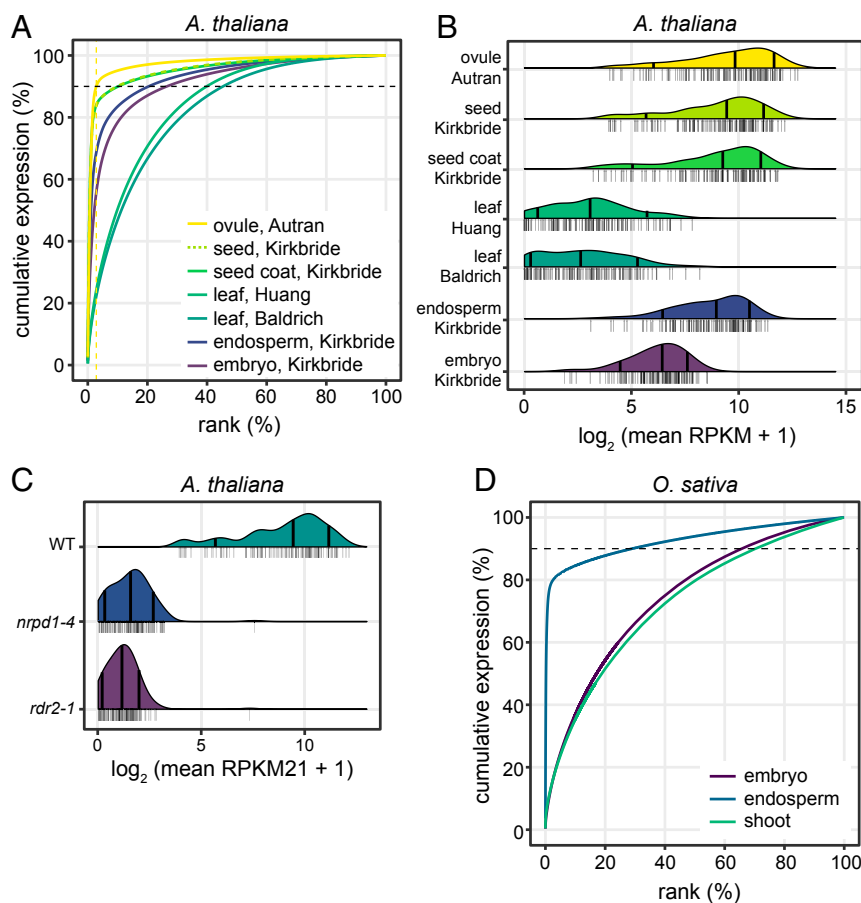 A
A. thaliana
cumulative expression (%)
100
80
60
40
20
0
ovule, Autran
seed, Kirkbride
seed coat, Kirkbride
leaf, Huang
leaf, Baldrich
endosperm, Kirkbride
embryo, Kirkbride
0
20
40
60
80
100
rank (%)
B
A. thaliana
ovule
Autran
seed
Kirkbride
seed coat
Kirkbride
leaf
Huang
leaf
Baldrich
endosperm
Kirkbride
embryo
Kirkbride
0
5
10
15
log2 (mean RPKM + 1)
C
A. thaliana
WT
nrpd1-4
rdr2-1
0
5
10
log2 (mean RPKM21 + 1)
D
O. sativa
cumulative expression (%)
100
80
60
40
20
0
embryo
endosperm
shoot
0
20
40
60
80
100
rank (%)